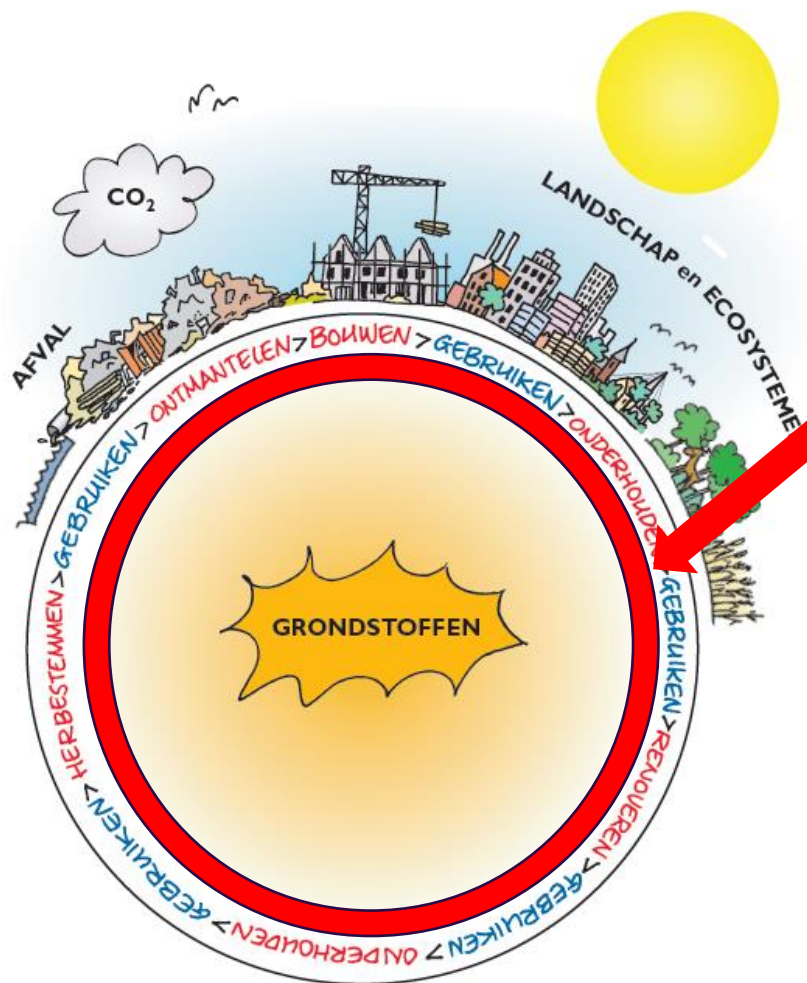 CO2
LANDSCHAP en ECOSYSTEME
AFVAL
BOUWEN > GEBRUIKEN > ONDERHOUDEN > GEBRUIKEN > RENOVEREN > GEBRUIKEN > ONDERHOUDEN > GEBRUIKEN > HERBESTEMMEN > GEBRUIKEN > ONTMANTELEN >
GRONDSTOFFEN